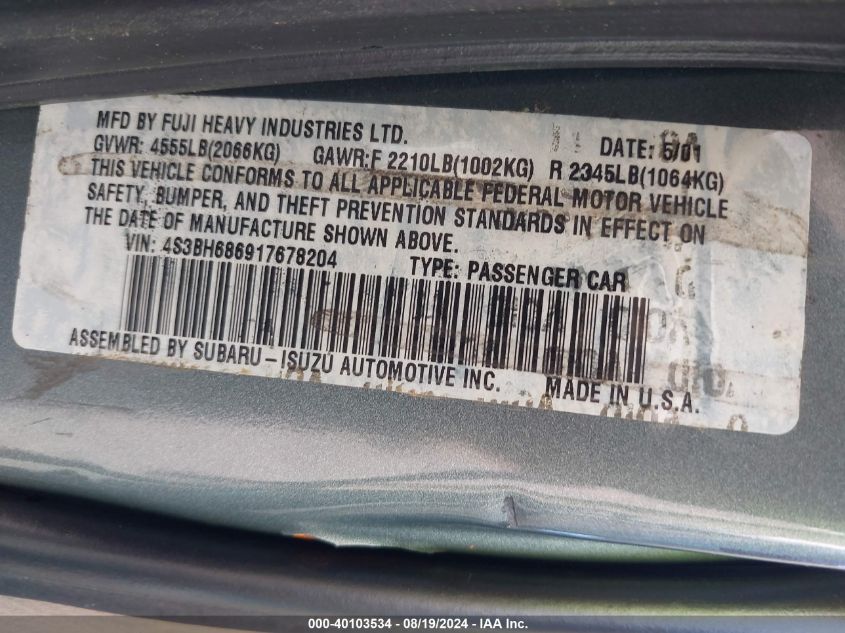 MFD BY FUJI HEAVY INDUSTRIES LTD. DATE: 5/01
GVWR: 4555LB(2066KG) GAWR:F 2210LB(1002KG) R 2345LB(1064KG)
THIS VEHICLE CONFORMS TO ALL APPLICABLE FEDERAL MOTOR VEHICLE
SAFETY, BUMPER, AND THEFT PREVENTION STANDARDS IN EFFECT ON
THE DATE OF MANUFACTURE SHOWN ABOVE.
VIN: 4S3BH686917678204 TYPE: PASSENGER CAR
ASSEMBLED BY SUBARU-ISUZU AUTOMOTIVE INC. MADE IN U.S.A.
000-40103534 - 08/19/2024 - IAA Inc.